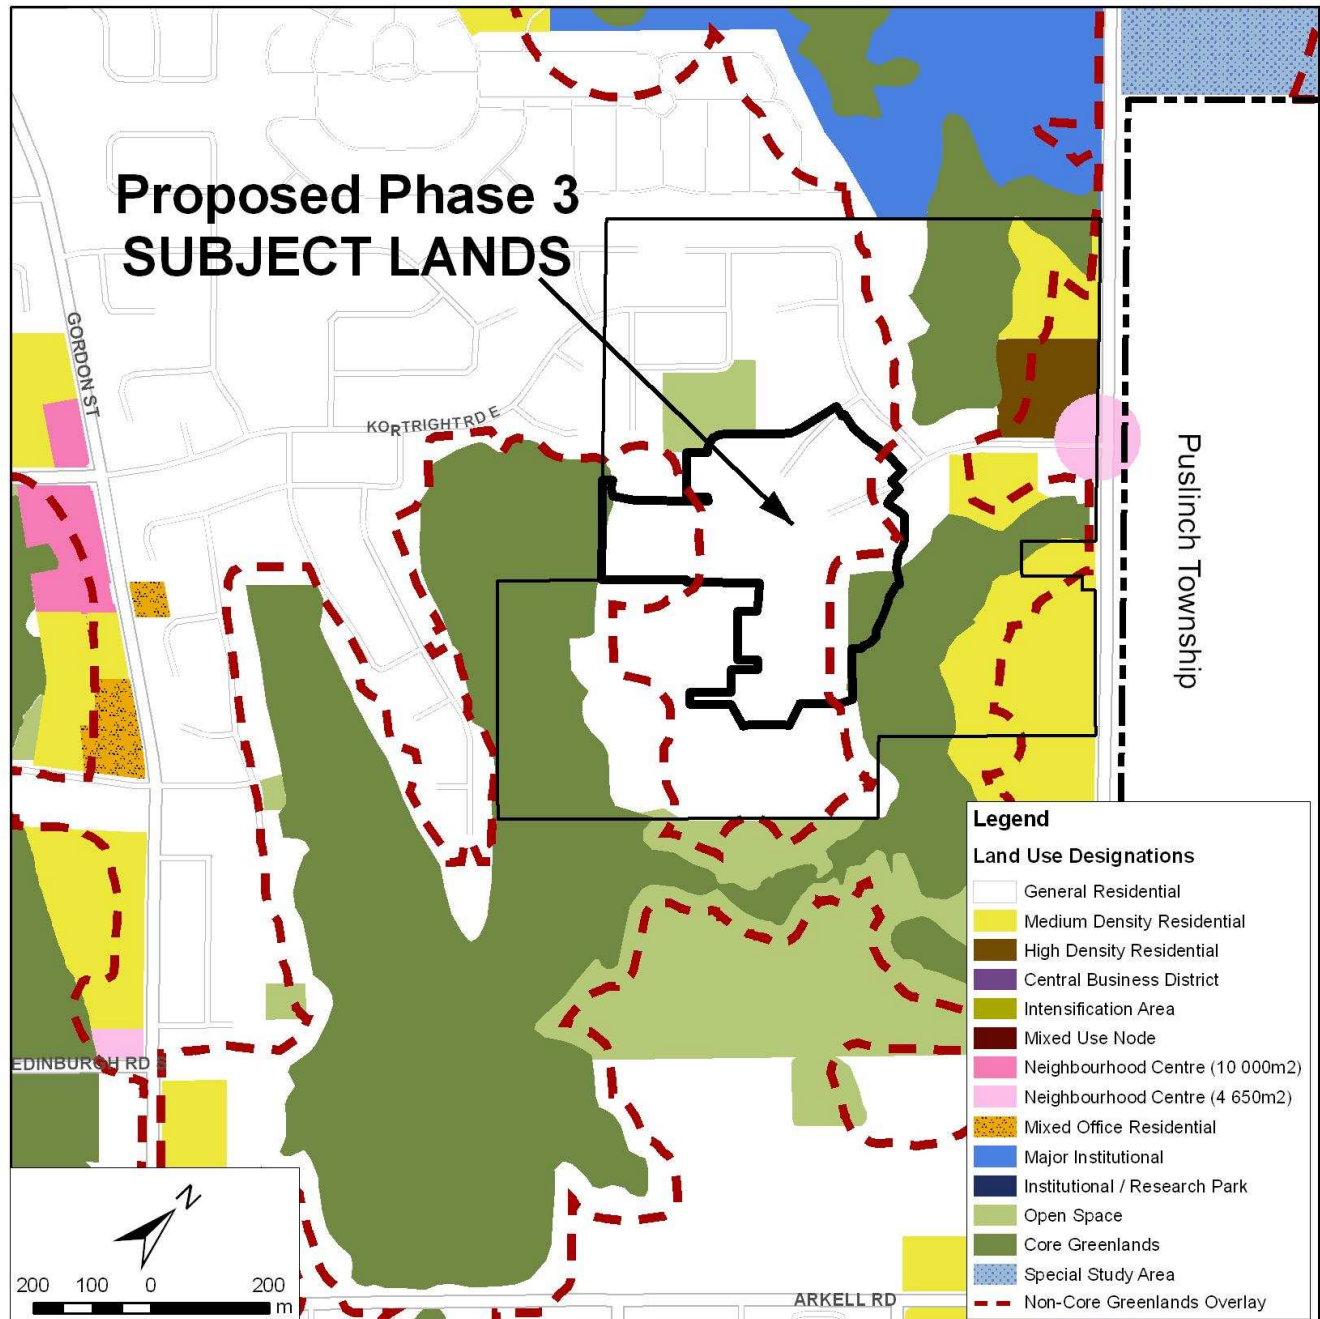 Proposed Phase 3
SUBJECT LANDS
GORDON ST
KORTRIGHT RD E
Puslinch Township
EDINBURGH RD S
ARKELL RD
N
200 100 0 200
m
Legend
Land Use Designations
General Residential
Medium Density Residential
High Density Residential
Central Business District
Intensification Area
Mixed Use Node
Neighbourhood Centre (10 000m2)
Neighbourhood Centre (4 650m2)
Mixed Office Residential
Major Institutional
Institutional / Research Park
Open Space
Core Greenlands
Special Study Area
Non-Core Greenlands Overlay